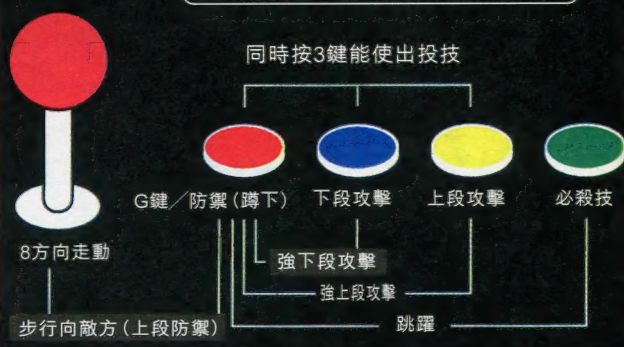 同時按3鍵能使出投技
G鍵／防禦（蹲下）
下段攻擊
上段攻擊
必殺技
8方向走動
強下段攻擊
強上段攻擊
步行向敵方（上段防禦）
跳躍